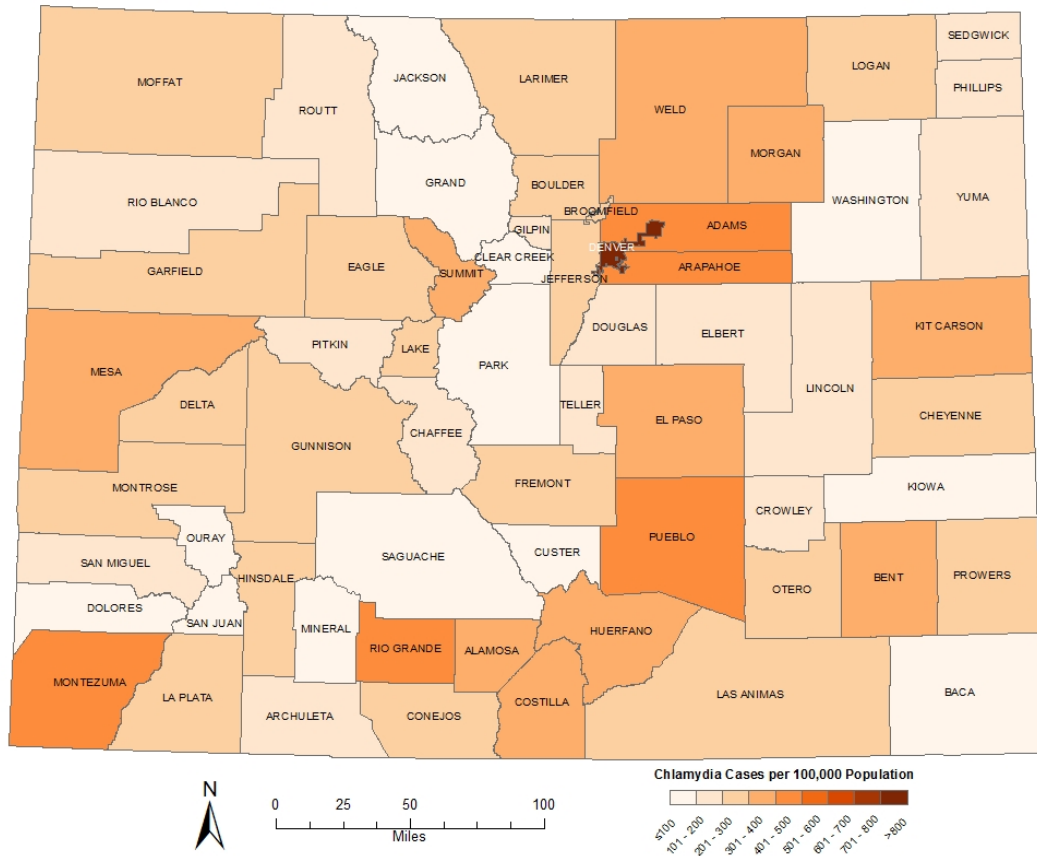 SEDGWICK
LOGAN
MOFFAT
JACKSON
LARIMER
PHILLIPS
ROUTT
WELD
MORGAN
GRAND
BOULDER
WASHINGTON
YUMA
RIO BLANCO
BROOMFIELD
GILPIN
ADAMS
DENVER
CLEAR CREEK
GARFIELD
EAGLE
SUMMIT
ARAPAHOE
JEFFERSON
DOUGLAS
ELBERT
KIT CARSON
PITKIN
LAKE
PARK
MESA
LINCOLN
DELTA
TELLER
CHEYENNE
EL PASO
CHAFFEE
GUNNISON
FREMONT
MONTROSE
KIOWA
CROWLEY
OURAY
PUEBLO
SAGUACHE
CUSTER
SAN MIGUEL
HINSDALE
BENT
PROWERS
OTERO
DOLORES
SAN JUAN
MINERAL
HUERFANO
RIO GRANDE
ALAMOSA
MONTEZUMA
LA PLATA
COSTILLA
LAS ANIMAS
BACA
ARCHULETA
CONEJOS
N
0 25 50 100
Miles
Chlamydia Cases per 100,000 Population
≤100
101 - 200
201 - 300
301 - 400
401 - 500
501 - 600
601 - 700
701 - 800
>800